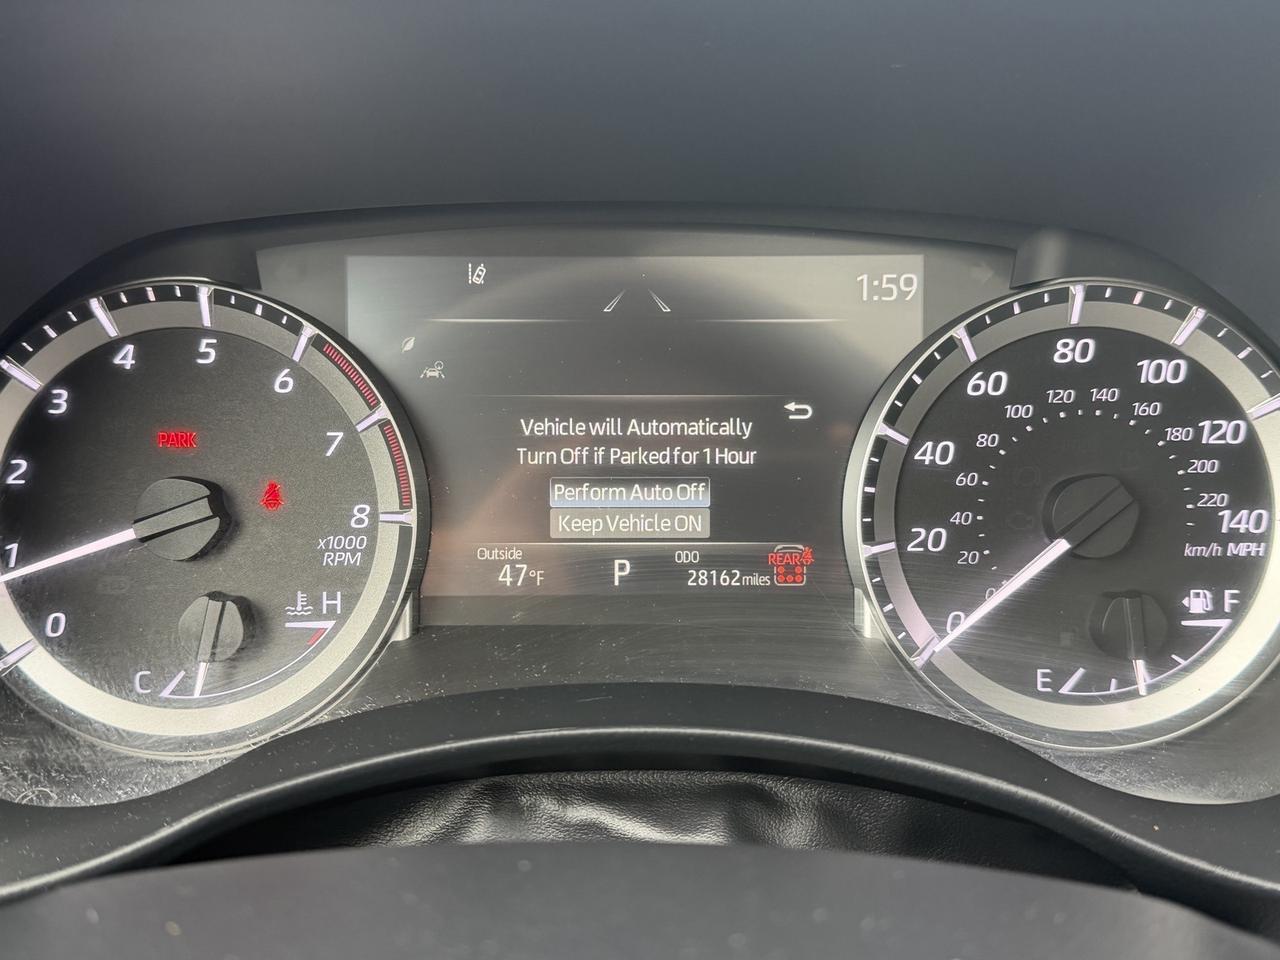 1:59
Vehicle will Automatically
Turn Off if Parked for 1 Hour
Perform Auto Off
Keep Vehicle ON
Outside
47°F
P
ODO
28162 miles
REAR
PARK
0
1
2
3
4
5
6
7
8
x1000
RPM
C
H
0
20
40
60
80
100
120
140
0
20
40
60
80
100
120
140
160
180
200
220
km/h MPH
E
F